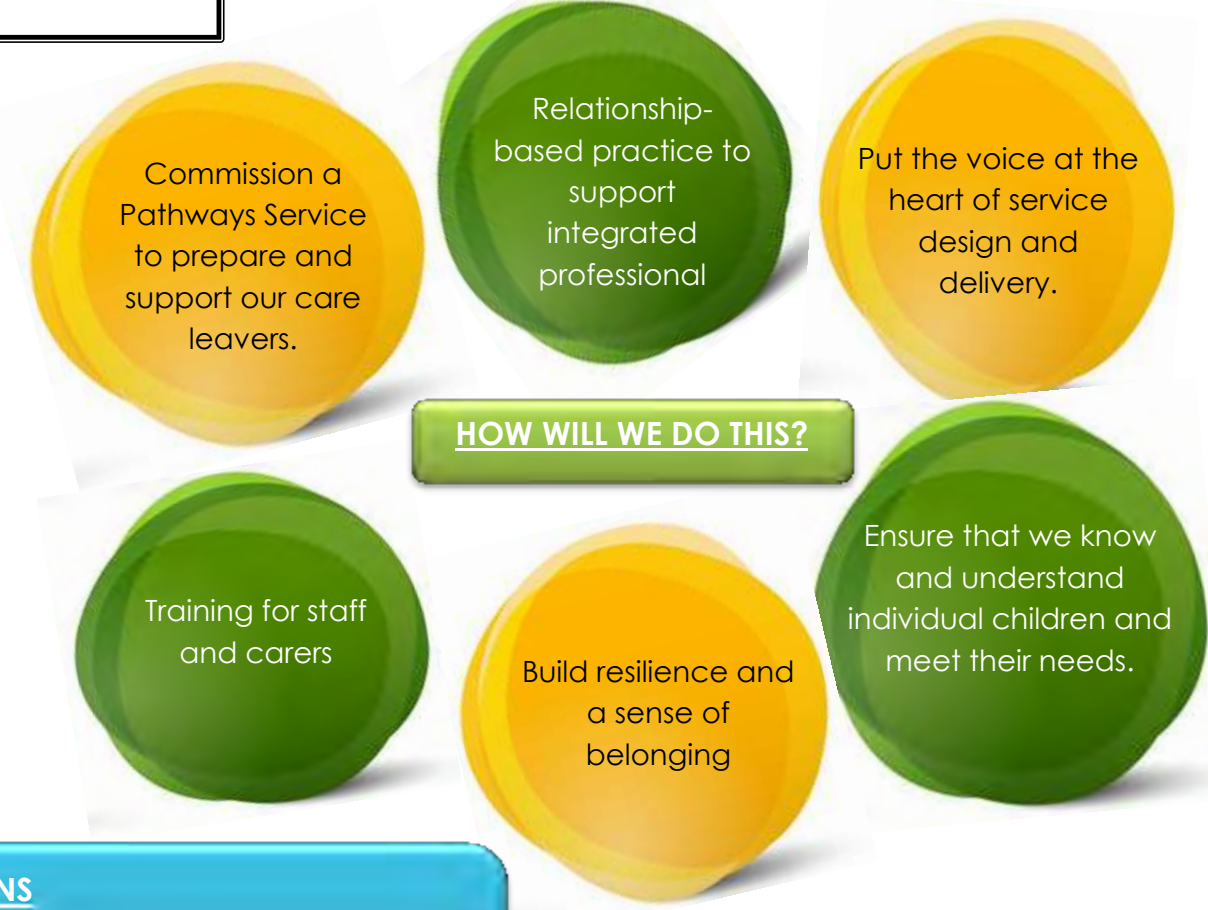 Commission a
Pathways Service
to prepare and
support our care
leavers.
Relationship-
based practice to
support
integrated
professional
Put the voice at the
heart of service
design and
delivery.
HOW WILL WE DO THIS?
Training for staff
and carers
Build resilience and
a sense of
belonging
Ensure that we know
and understand
individual children and
meet their needs.
NS